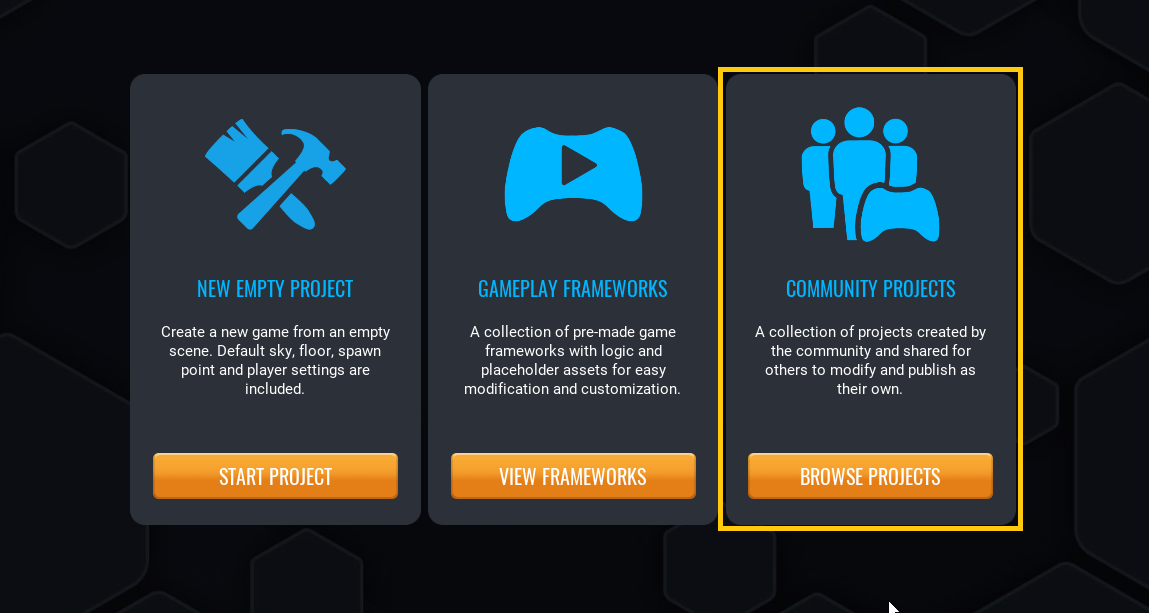 NEW EMPTY PROJECT
Create a new game from an empty
scene. Default sky, floor, spawn
point and player settings are
included.
START PROJECT
GAMEPLAY FRAMEWORKS
A collection of pre-made game
frameworks with logic and
placeholder assets for easy
modification and customization.
VIEW FRAMEWORKS
COMMUNITY PROJECTS
A collection of projects created by
the community and shared for
others to modify and publish as
their own.
BROWSE PROJECTS